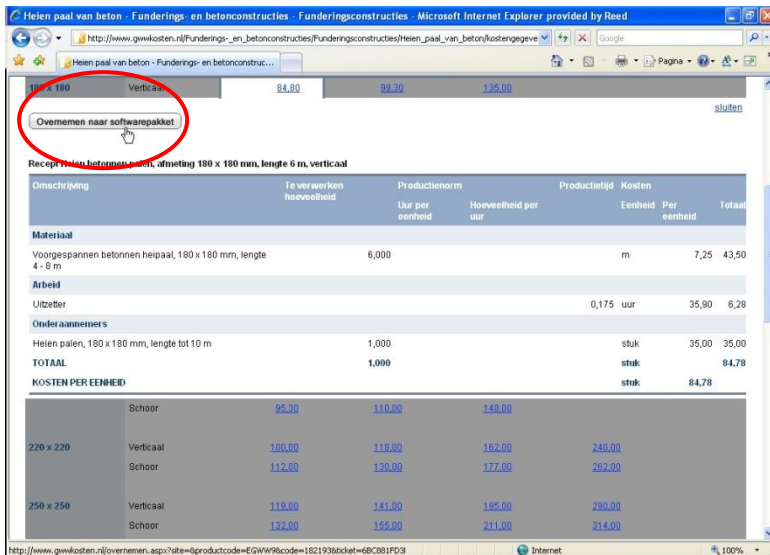 Heien paal van beton - Funderings- en betonconstructies - Funderingsconstructies - Microsoft Internet Explorer provided by Reed
http://www.gwwkosten.nl/Funderings-_en_betonconstructies/Funderingsconstructies/Heien_paal_van_beton/kostengegeve
Google
Heien paal van beton - Funderings- en betonconstruc...
Pagina
180 x 180 Verticaal 84,80 99,30 135,00
sluiten
Overnemen naar softwarepakket
Recept Heien betonnen palen, afmeting 180 x 180 mm, lengte 6 m, verticaal
Omschrijving Te verwerken hoeveelheid Productienorm Productietijd Kosten
Uur per eenheid Hoeveelheid per uur Eenheid Per eenheid Totaal
Materiaal
Voorgespannen betonnen heipaal, 180 x 180 mm, lengte 6,000 m 7,25 43,50
4 - 8 m
Arbeid
Uitzetter 0,175 uur 35,90 6,28
Onderaannemers
Heien palen, 180 x 180 mm, lengte tot 10 m 1,000 stuk 35,00 35,00
TOTAAL 1,000 stuk 84,78
KOSTEN PER EENHEID stuk 84,78
Schoor 95,30 110,00 148,00
220 x 220 Verticaal 100,00 118,00 162,00 240,00
Schoor 112,00 130,00 177,00 262,00
250 x 250 Verticaal 119,00 141,00 195,00 290,00
Schoor 132,00 155,00 211,00 314,00
http://www.gwwkosten.nl/overnemen.aspx?site=&productcode=EGWW9&code=182193&ticket=6BC881FD3I Internet 100%